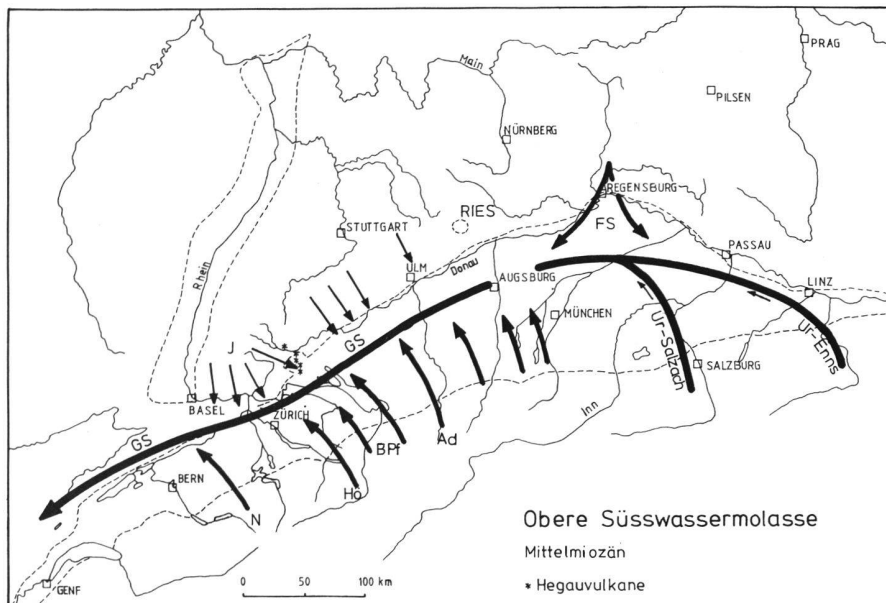 PRAG
Main
PILSEN
NÜRNBERG
REGENSBURG
RIES
STUTTGART
FS
PASSAU
ULM
Donau
Rhein
AUGSBURG
LINZ
MÜNCHEN
Ur-Salzach
Ur-Enns
GS
J
SALZBURG
BASEL
ZÜRICH
Inn
GS
BPf
Ad
BERN
Hö
N
Obere Süsswassermolasse
Mittelmiozän
* Hegauvulkane
GENF
0 50 100 km